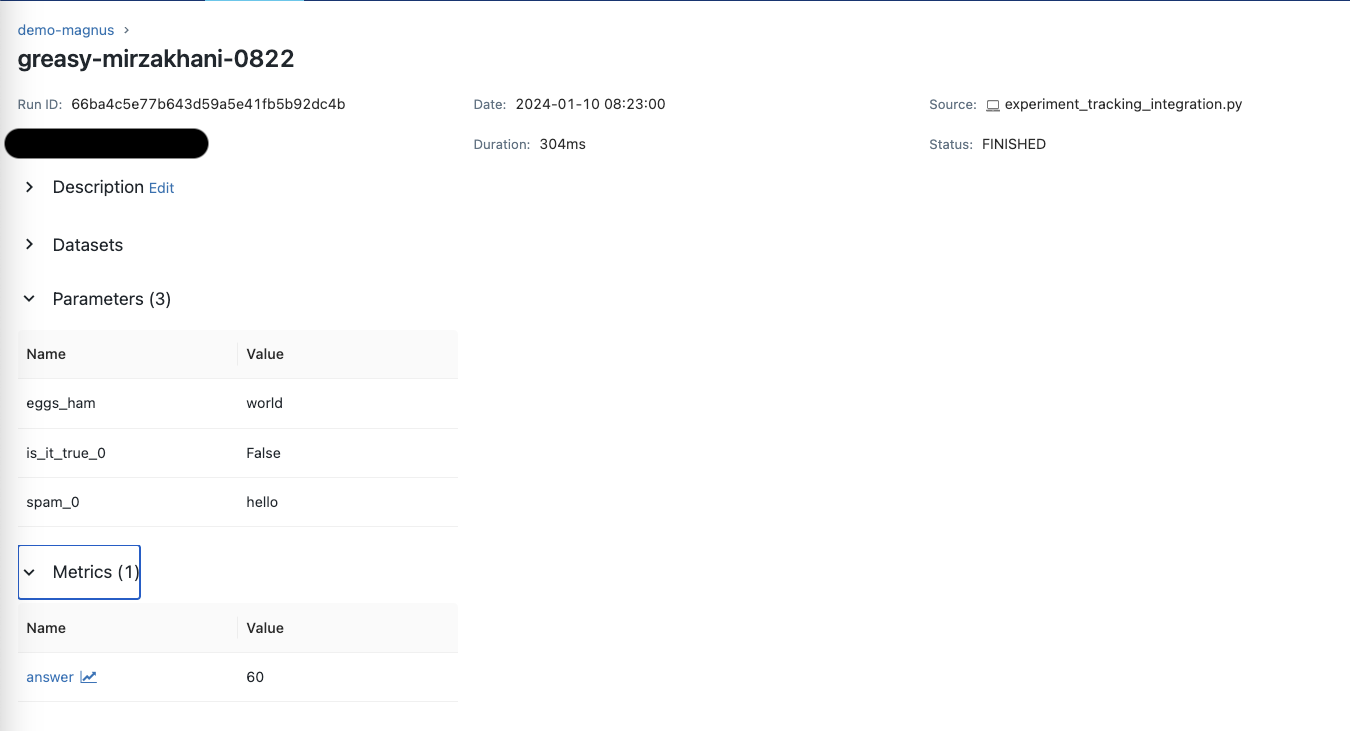 demo-magnus >
greasy-mirzakhani-0822
Run ID: 66ba4c5e77b643d59a5e41fb5b92dc4b Date: 2024-01-10 08:23:00 Source: experiment_tracking_integration.py
Duration: 304ms Status: FINISHED
Description Edit
Datasets
Parameters (3)
Name Value
eggs_ham world
is_it_true_0 False
spam_0 hello
Metrics (1)
Name Value
answer 60